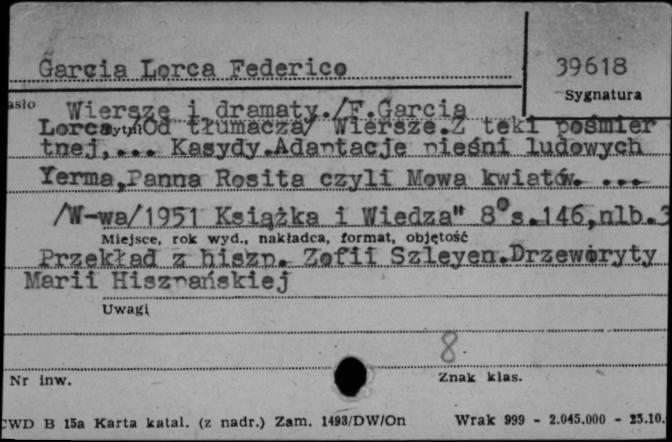 Garcia Lorca Federico
39618
Sygnatura
asło
Wiersze i dramaty./F.Garcia
Lorca. Od tłumacza/ Wiersze.Z teki pośmier
tnej,... Kasydy.Adaptacje pieśni ludowych
Yerma,Panna Rosita czyli Mowa kwiatów. ...
/W-wa/1951 Książka i Wiedza" 8° s.146,nlb.3
Miejsce, rok wyd., nakładca, format, objętość
Przekład z hiszp. Zofii Szleyen.Drzeworyty
Marii Hiszpańskiej
Uwagi
8
Nr inw.
Znak klas.
CWD B 15a Karta katal. (z nadr.) Zam. 1493/DW/On
Wrak 999 - 2.045.000 - 23.10.